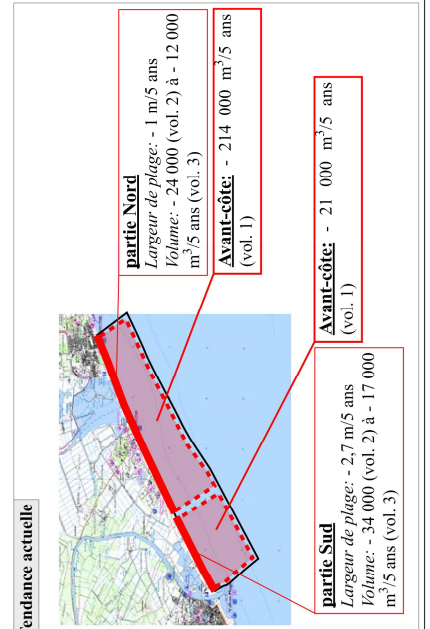 Tendance actuelle
partie Nord
Largeur de plage: - 1 m/5 ans
Volume: - 24 000 (vol. 2) à - 12 000
m³/5 ans (vol. 3)
Avant-côte: - 214 000 m³/5 ans
(vol. 1)
Avant-côte: - 21 000 m³/5 ans
(vol. 1)
partie Sud
Largeur de plage: - 2,7 m/5 ans
Volume: - 34 000 (vol. 2) à - 17 000
m³/5 ans (vol. 3)